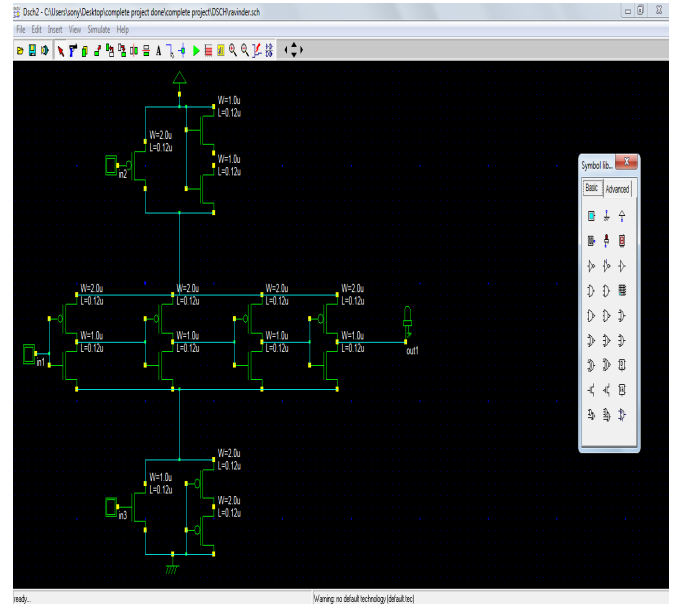 Dsch2 - C:\Users\sony\Desktop\complete project done\complete project\DSCH\ravinder.sch
File Edit Insert View Simulate Help
W=1.0u
L=0.12u
W=2.0u
L=0.12u
W=1.0u
L=0.12u
in2
Symbol lib...
Basic Advanced
W=2.0u W=2.0u W=2.0u W=2.0u
L=0.12u L=0.12u L=0.12u L=0.12u
W=1.0u W=1.0u W=1.0u W=1.0u
L=0.12u L=0.12u L=0.12u L=0.12u
in1
out1
W=2.0u
L=0.12u
W=1.0u
L=0.12u
W=2.0u
L=0.12u
in3
ready...
Warning: no default technology (default.tec)